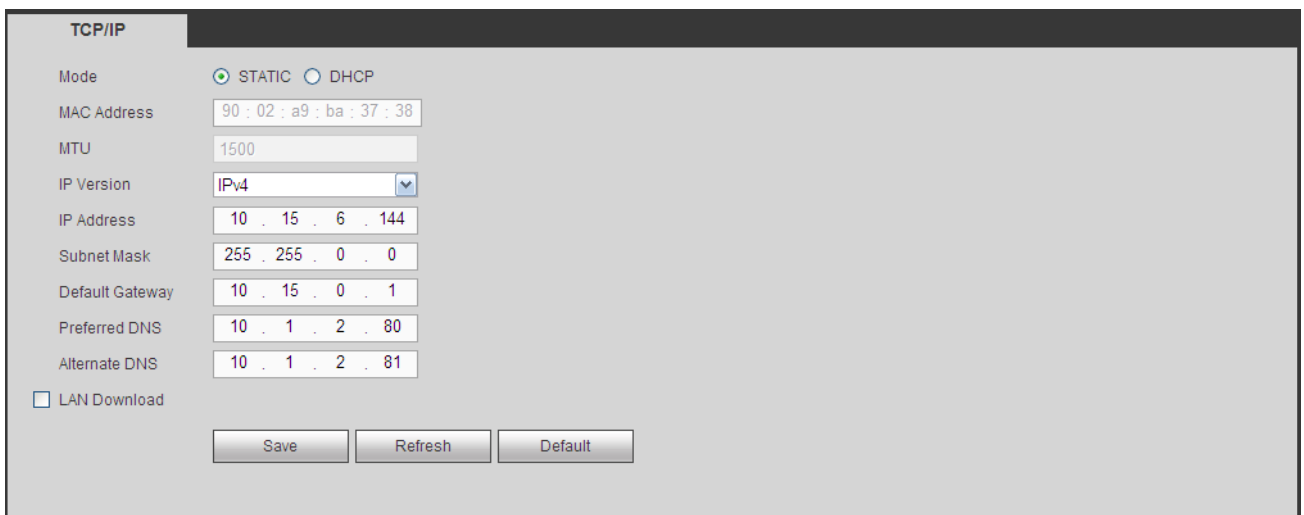 TCP/IP
Mode STATIC DHCP
MAC Address 90 : 02 : a9 : ba : 37 : 38
MTU 1500
IP Version IPv4
IP Address 10 . 15 . 6 . 144
Subnet Mask 255 . 255 . 0 . 0
Default Gateway 10 . 15 . 0 . 1
Preferred DNS 10 . 1 . 2 . 80
Alternate DNS 10 . 1 . 2 . 81
LAN Download
Save Refresh Default